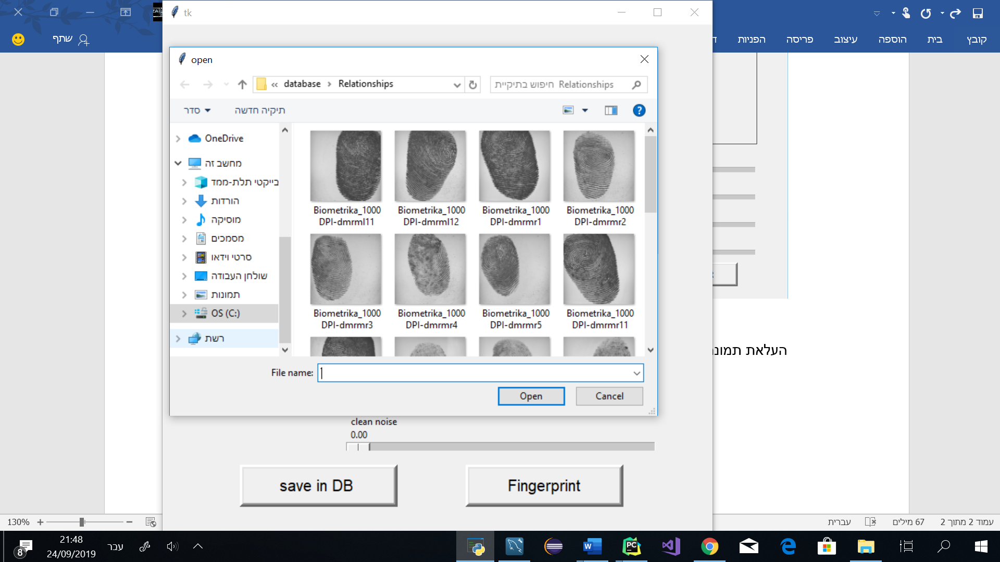 tk
שתף
קובץ
בית
הוספה
עיצוב
פריסה
הפניות
open
« database › Relationships
חיפוש בתיקיית Relationships
סדר
תיקיה חדשה
OneDrive
מחשב זה
בייקטי תלת-ממד
הורדות
מוסיקה
מסמכים
סרטי וידאו
שולחן העבודה
תמונות
OS (C:)
רשת
Biometrika_1000
DPI-dmrml11
Biometrika_1000
DPI-dmrml12
Biometrika_1000
DPI-dmrmr1
Biometrika_1000
DPI-dmrmr2
Biometrika_1000
DPI-dmrmr3
Biometrika_1000
DPI-dmrmr4
Biometrika_1000
DPI-dmrmr5
Biometrika_1000
DPI-dmrmr11
File name:
Open
Cancel
העלאת תמונה
clean noise
0.00
save in DB
Fingerprint
130%
עברית
67 מילים
עמוד 2 מתוך 2
8
21:48
24/09/2019
עבר